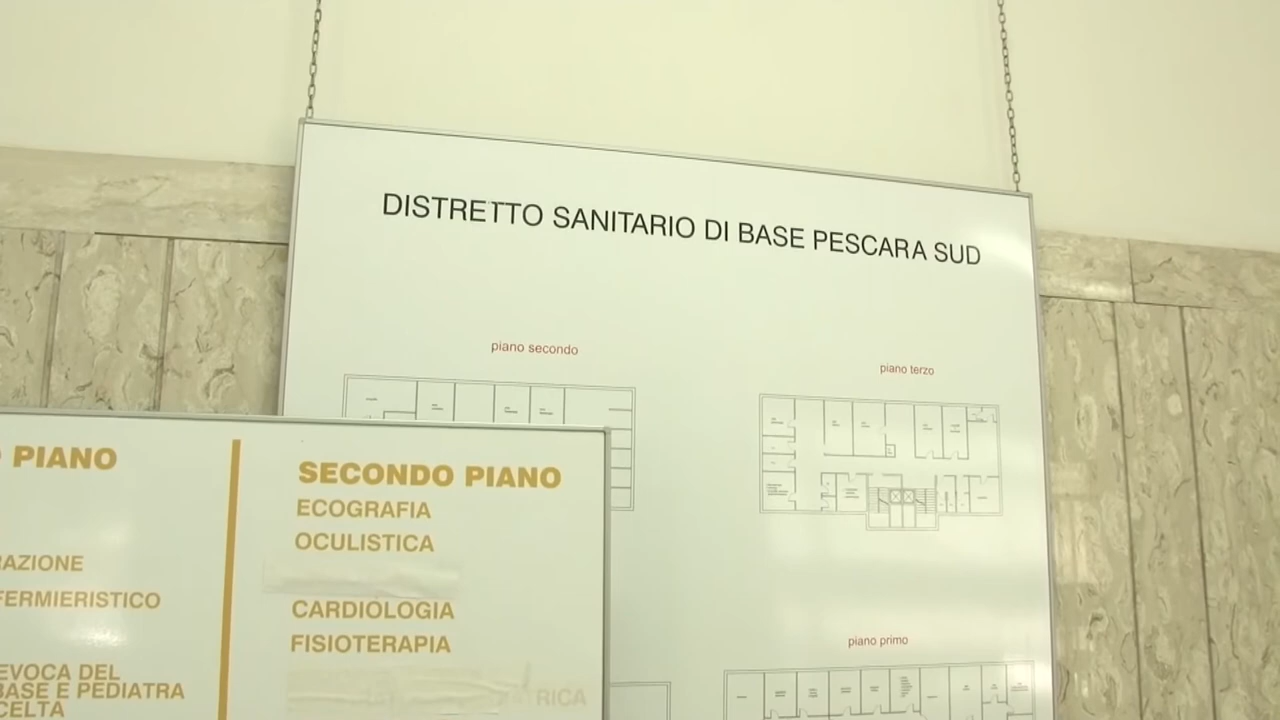 DISTRETTO SANITARIO DI BASE PESCARA SUD
piano secondo
piano terzo
piano primo
PIANO
RAZIONE
FERMIERISTICO
EVOCA DEL
BASE E PEDIATRA
CELTA
SECONDO PIANO
ECOGRAFIA
OCULISTICA
CARDIOLOGIA
FISIOTERAPIA
RICA